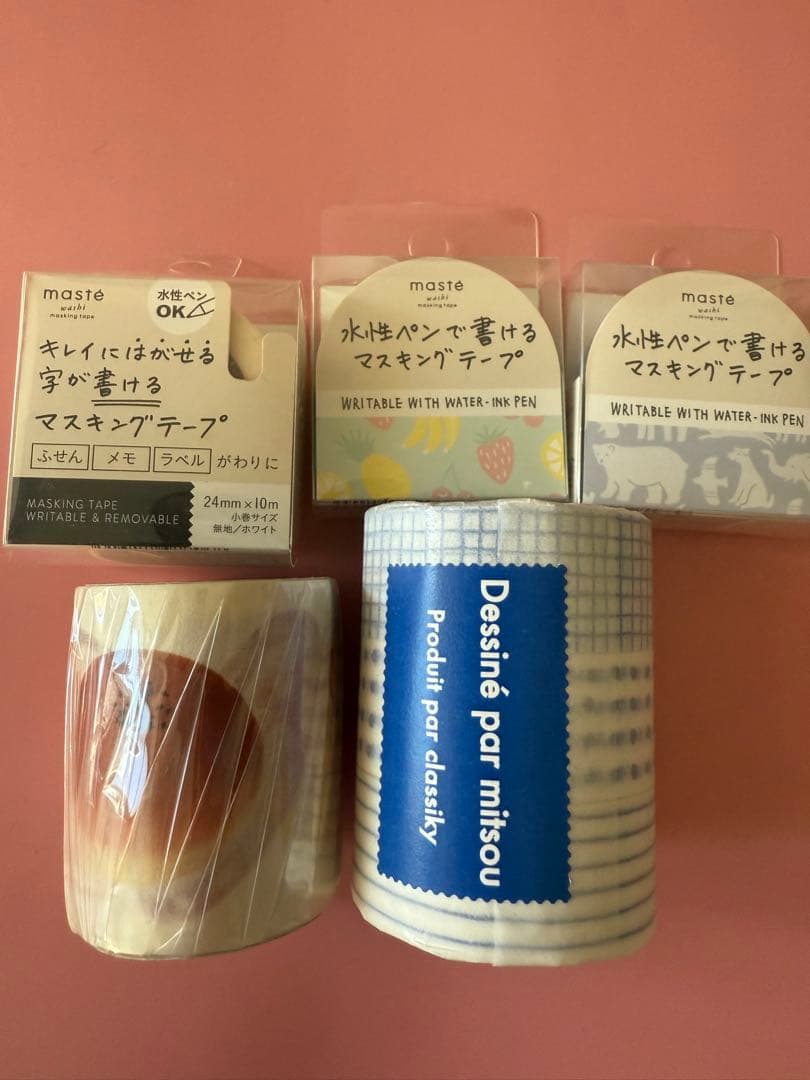 masté
washi
masking tape
水性ペン
OK
キレイにはがせる
字が書ける
マスキングテープ
ふせん メモ ラベル がわりに
MASKING TAPE
WRITABLE & REMOVABLE
24mm×10m
小巻サイズ
無地/ホワイト
masté
washi
masking tape
水性ペンで書ける
マスキングテープ
WRITABLE WITH WATER-INK PEN
masté
washi
masking tape
水性ペンで書ける
マスキングテープ
WRITABLE WITH WATER-INK PEN
Dessiné par mitsou
Produit par classiky